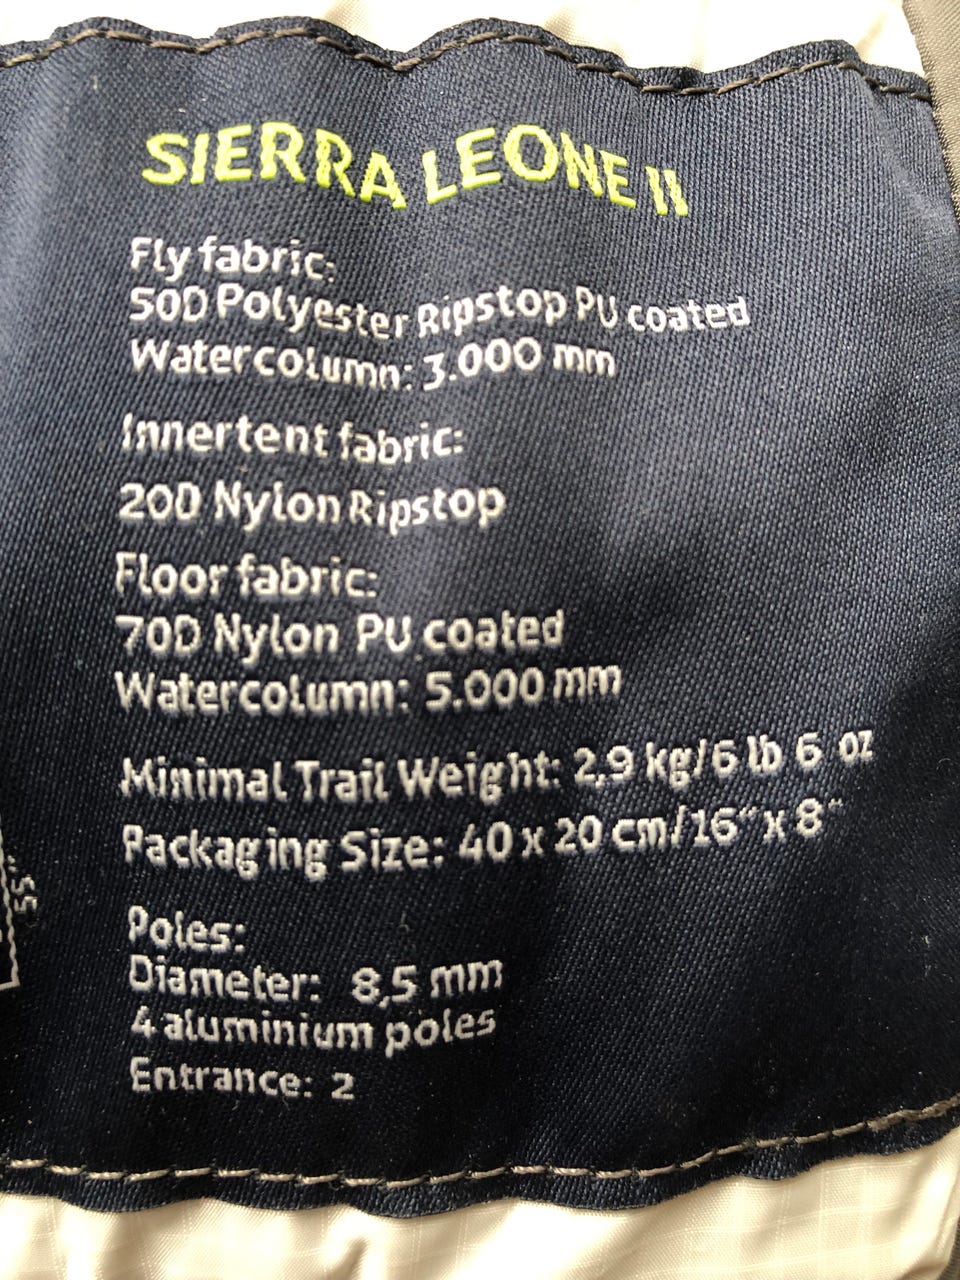 SIERRA LEONE II
Fly fabric:
50D Polyester Ripstop PU coated
Watercolumn: 3.000 mm
Innertent fabric:
20D Nylon Ripstop
Floor fabric:
70D Nylon PU coated
Watercolumn: 5.000 mm
Minimal Trail Weight: 2,9 kg/6 lb 6 oz
Packaging Size: 40 x 20 cm/16“x 8“
Poles:
Diameter: 8,5 mm
4 aluminium poles
Entrance: 2
55“